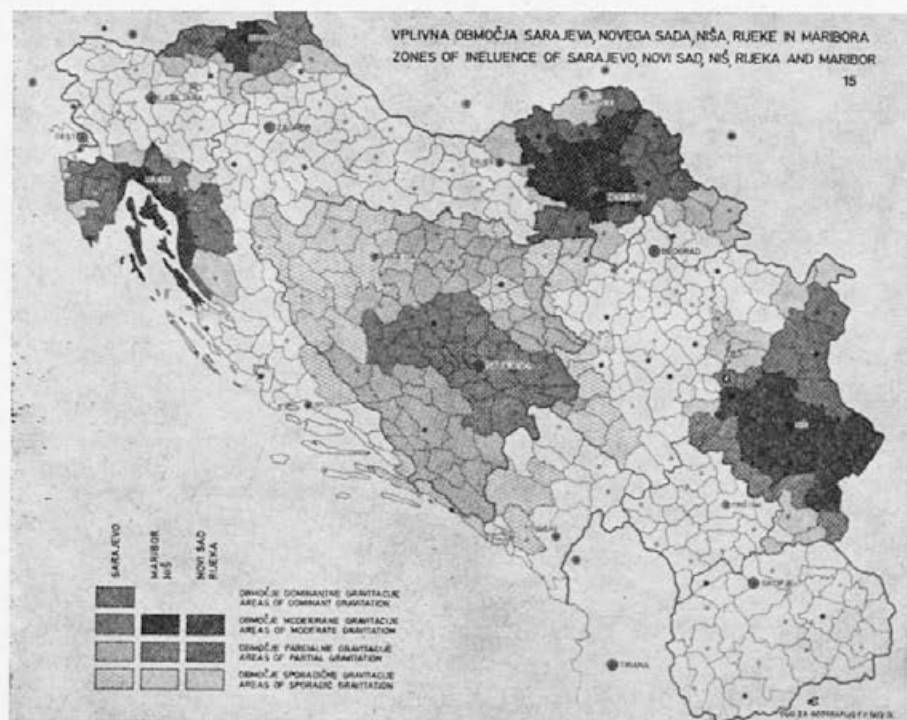 VPLIVNA OBMOČJA SARAJEVA, NOVEGA SADA, NIŠA, RIJEKE IN MARIBORA
ZONES OF INELUENCE OF SARAJEVO, NOVI SAD, NIŠ, RIJEKA AND MARIBOR
15
ZAGREB
NOVI SAD
BEOGRAD
SARAJEVO
NIŠ
SKOPJE
TIRANA
SARAJEVO
MARIBOR
NIŠ
NOVI SAD
RIJEKA
OBMOČJE DOMINANTNE GRAVITACIJE
AREAS OF DOMINANT GRAVITATION
OBMOČJE MODERIRANE GRAVITACIJE
AREAS OF MODERATE GRAVITATION
OBMOČJE PARCIALNE GRAVITACIJE
AREAS OF PARTIAL GRAVITATION
OBMOČJE SPORADIČNE GRAVITACIJE
AREAS OF SPORADIC GRAVITATION